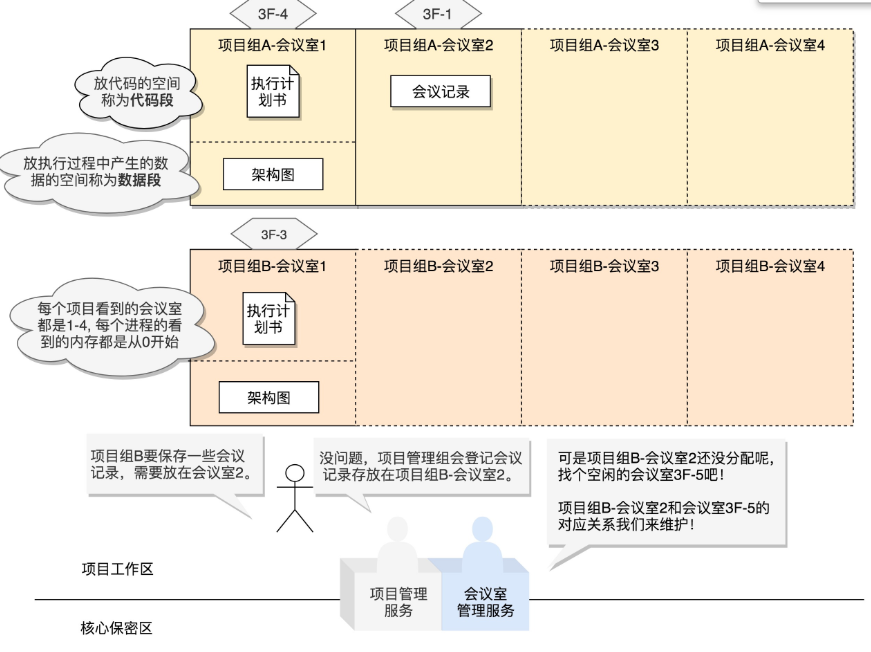 3F-4
3F-1
项目组A-会议室1
项目组A-会议室2
项目组A-会议室3
项目组A-会议室4
放代码的空间
称为代码段
执行计
划书
会议记录
放执行过程中产生的数
据的空间称为数据段
架构图
3F-3
项目组B-会议室1
项目组B-会议室2
项目组B-会议室3
项目组B-会议室4
每个项目看到的会议室
都是1-4, 每个进程的看
到的内存都是从0开始
执行计
划书
架构图
项目组B要保存一些会议
记录，需要放在会议室2。
没问题，项目管理组会登记会议
记录存放在项目组B-会议室2。
可是项目组B-会议室2还没分配呢，
找个空闲的会议室3F-5吧！
项目组B-会议室2和会议室3F-5的
对应关系我们来维护！
项目工作区
项目管理
服务
会议室
管理服务
核心保密区